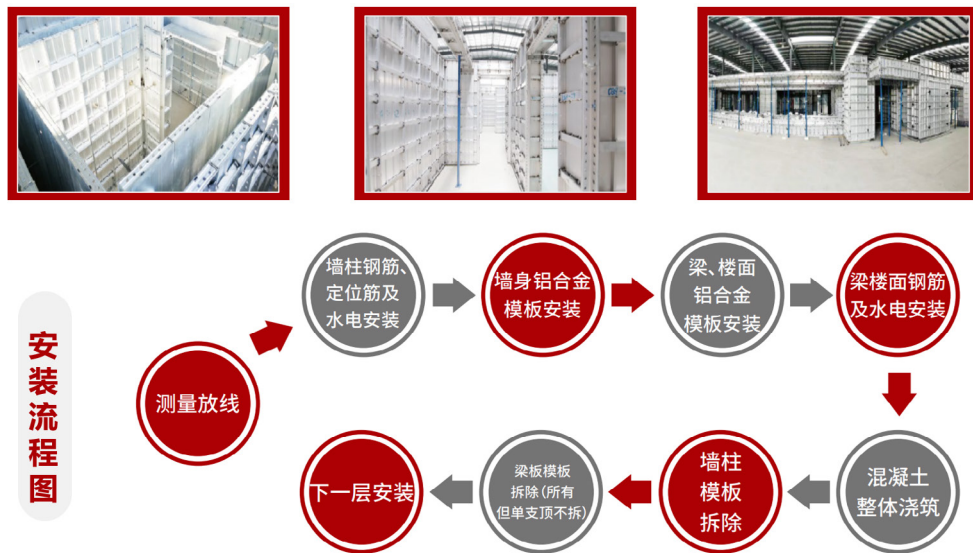 安装流程图
测量放线
墙柱钢筋、
定位筋及
水电安装
墙身铝合金
模板安装
梁、楼面
铝合金
模板安装
梁楼面钢筋
及水电安装
混凝土
整体浇筑
墙柱
模板
拆除
梁板模板
拆除(所有
但单支顶不拆)
下一层安装